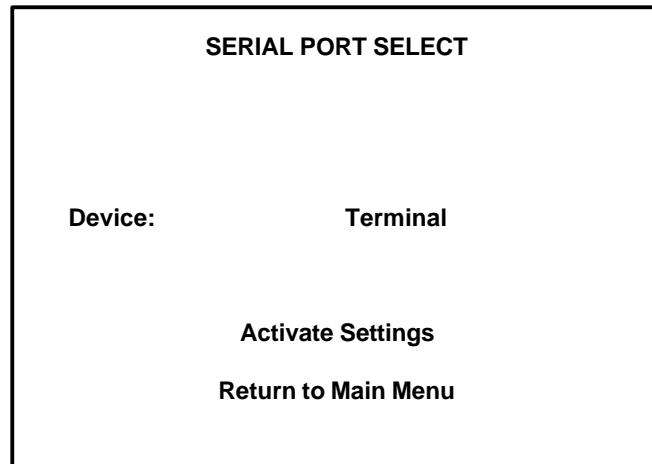 SERIAL PORT SELECT
Device: Terminal
Activate Settings
Return to Main Menu